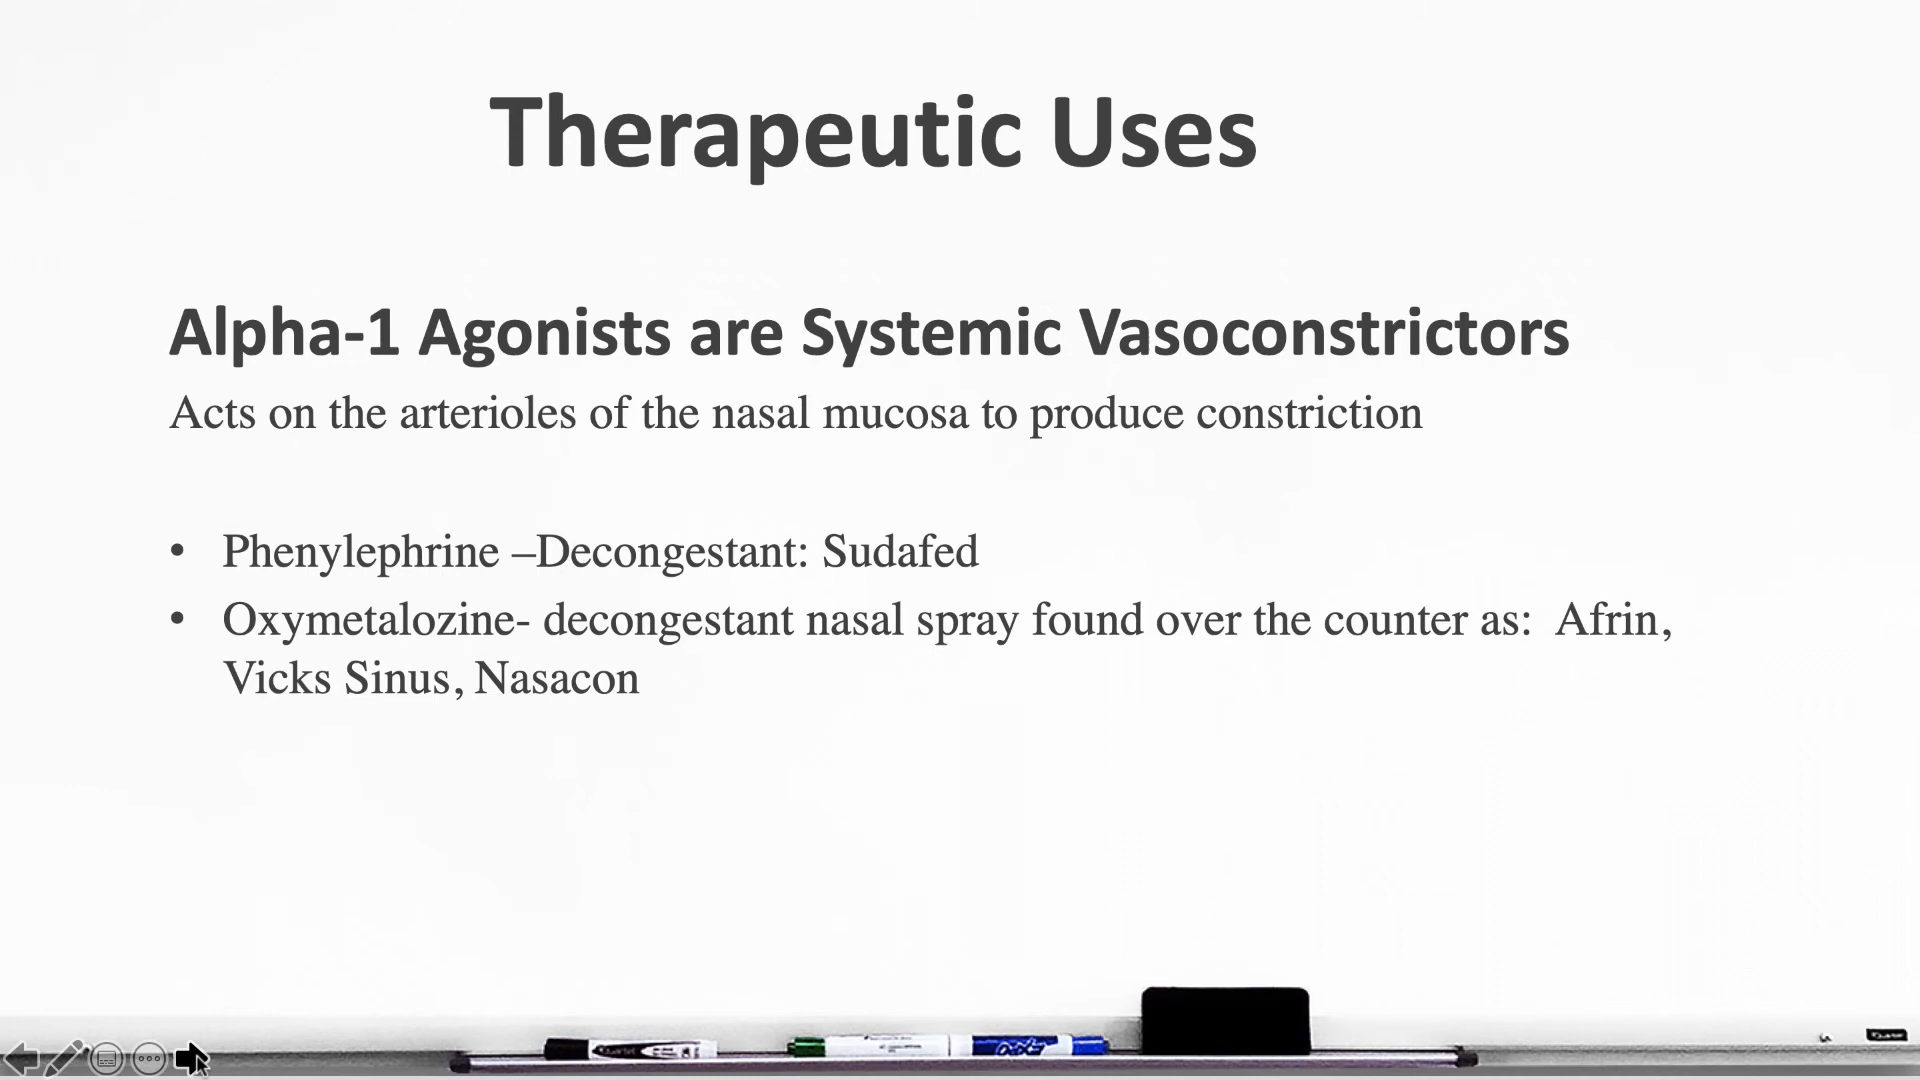 Therapeutic Uses
Alpha-1 Agonists are Systemic Vasoconstrictors
Acts on the arterioles of the nasal mucosa to produce constriction
• Phenylephrine –Decongestant: Sudafed
• Oxymetalozine- decongestant nasal spray found over the counter as: Afrin,
Vicks Sinus, Nasacon